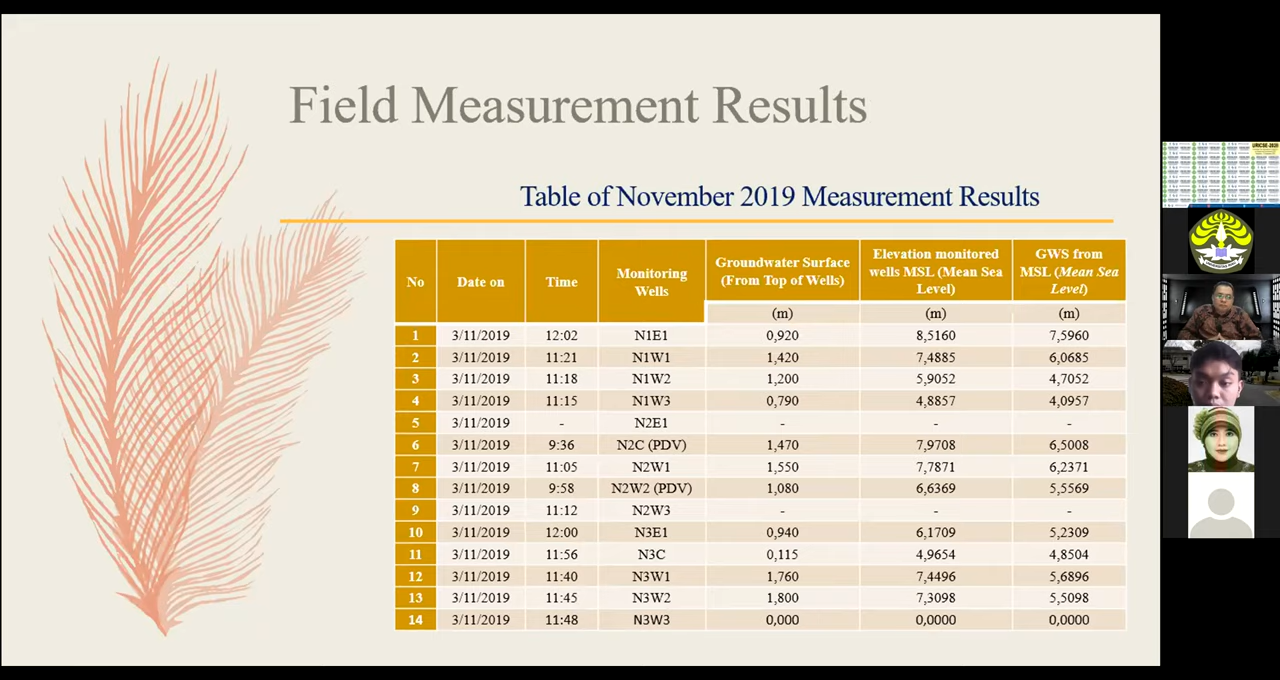 Field Measurement Results
Table of November 2019 Measurement Results
No Date on Time Monitoring Wells Groundwater Surface (From Top of Wells) Elevation monitored wells MSL (Mean Sea Level) GWS from MSL (Mean Sea Level)
(m) (m) (m)
1 3/11/2019 12:02 N1E1 0,920 8,5160 7,5960
2 3/11/2019 11:21 N1W1 1,420 7,4885 6,0685
3 3/11/2019 11:18 N1W2 1,200 5,9052 4,7052
4 3/11/2019 11:15 N1W3 0,790 4,8857 4,0957
5 3/11/2019 - N2E1 - - -
6 3/11/2019 9:36 N2C (PDV) 1,470 7,9708 6,5008
7 3/11/2019 11:05 N2W1 1,550 7,7871 6,2371
8 3/11/2019 9:58 N2W2 (PDV) 1,080 6,6369 5,5569
9 3/11/2019 11:12 N2W3 - - -
10 3/11/2019 12:00 N3E1 0,940 6,1709 5,2309
11 3/11/2019 11:56 N3C 0,115 4,9654 4,8504
12 3/11/2019 11:40 N3W1 1,760 7,4496 5,6896
13 3/11/2019 11:45 N3W2 1,800 7,3098 5,5098
14 3/11/2019 11:48 N3W3 0,000 0,0000 0,0000
URICSE-2020